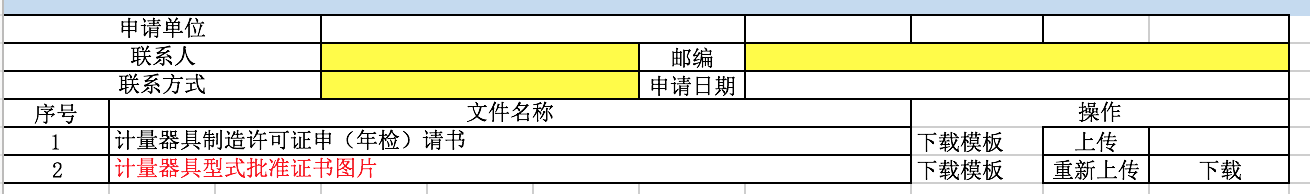 申请单位
联系人 邮编
联系方式 申请日期
序号 文件名称 操作
1 计量器具制造许可证申（年检）请书 下载模板 上传
2 计量器具型式批准证书图片 下载模板 重新上传 下载